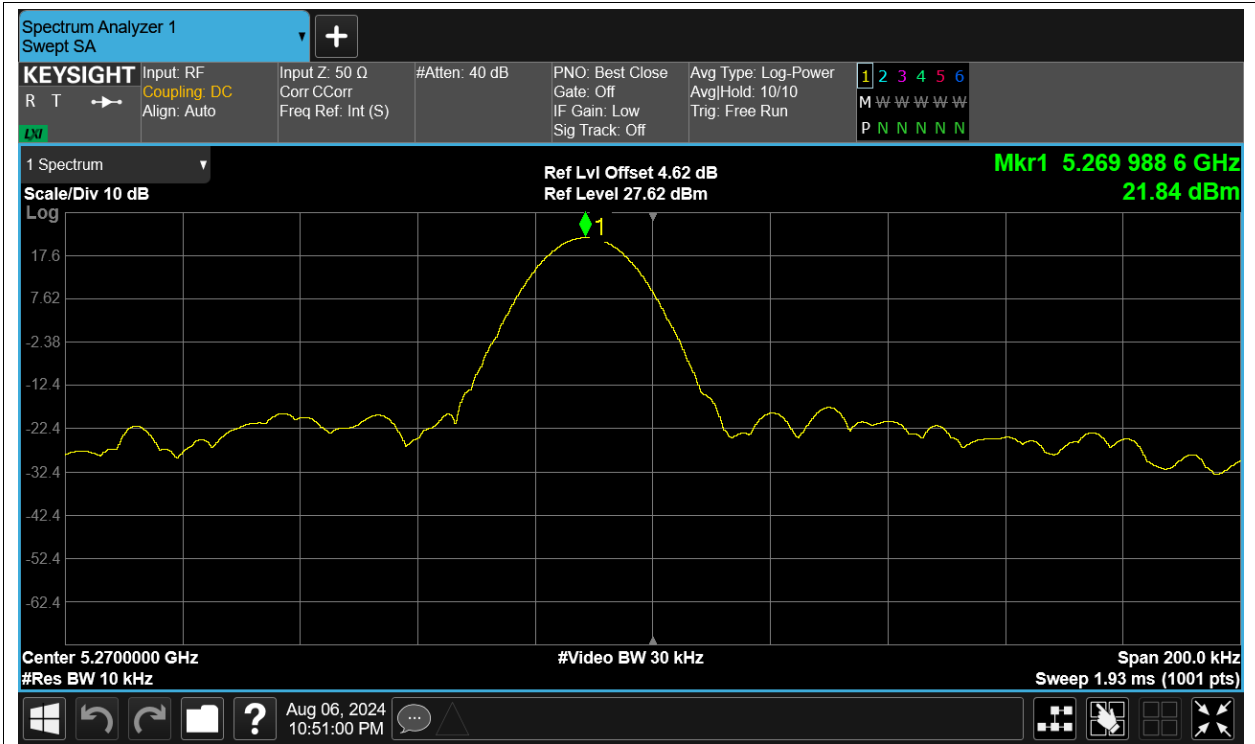 Spectrum Analyzer 1
Swept SA
KEYSIGHT
R T
LXI
Input: RF
Coupling: DC
Align: Auto
Input Z: 50 Ω
Corr CCorr
Freq Ref: Int (S)
#Atten: 40 dB
PNO: Best Close
Gate: Off
IF Gain: Low
Sig Track: Off
Avg Type: Log-Power
Avg|Hold: 10/10
Trig: Free Run
1 2 3 4 5 6
M W W W W W
P N N N N N
1 Spectrum
Scale/Div 10 dB
Log
Ref Lvl Offset 4.62 dB
Ref Level 27.62 dBm
Mkr1 5.269 988 6 GHz
21.84 dBm
1
17.6
7.62
-2.38
-12.4
-22.4
-32.4
-42.4
-52.4
-62.4
Center 5.2700000 GHz
#Res BW 10 kHz
#Video BW 30 kHz
Span 200.0 kHz
Sweep 1.93 ms (1001 pts)
?
Aug 06, 2024
10:51:00 PM